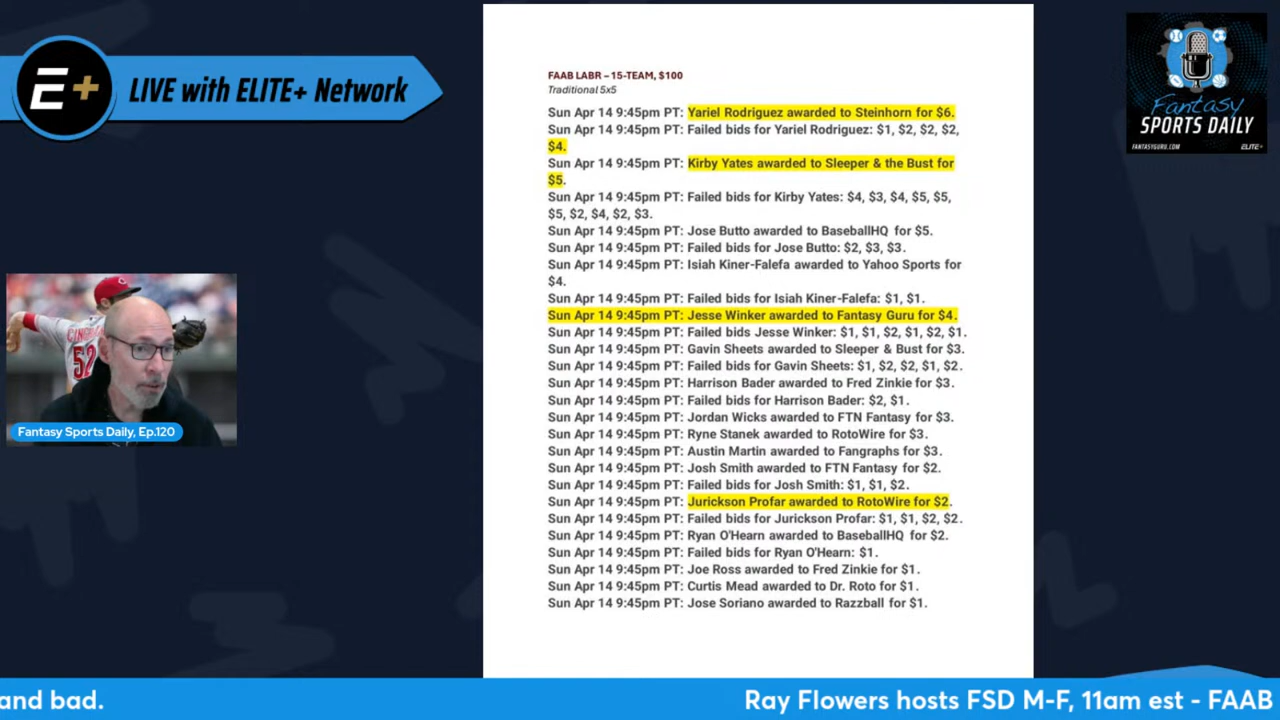 E+
LIVE with ELITE+ Network
FAAB LABR – 15-TEAM, $100
Traditional 5x5
Sun Apr 14 9:45pm PT: Yariel Rodriguez awarded to Steinhorn for $6.
Sun Apr 14 9:45pm PT: Failed bids for Yariel Rodriguez: $1, $2, $2, $2,
$4.
Sun Apr 14 9:45pm PT: Kirby Yates awarded to Sleeper & the Bust for
$5.
Sun Apr 14 9:45pm PT: Failed bids for Kirby Yates: $4, $3, $4, $5, $5,
$5, $2, $4, $2, $3.
Sun Apr 14 9:45pm PT: Jose Butto awarded to BaseballHQ for $5.
Sun Apr 14 9:45pm PT: Failed bids for Jose Butto: $2, $3, $3.
Sun Apr 14 9:45pm PT: Isiah Kiner-Falefa awarded to Yahoo Sports for
$4.
Sun Apr 14 9:45pm PT: Failed bids for Isiah Kiner-Falefa: $1, $1.
Sun Apr 14 9:45pm PT: Jesse Winker awarded to Fantasy Guru for $4.
Sun Apr 14 9:45pm PT: Failed bids Jesse Winker: $1, $1, $2, $1, $2, $1.
Sun Apr 14 9:45pm PT: Gavin Sheets awarded to Sleeper & Bust for $3.
Sun Apr 14 9:45pm PT: Failed bids for Gavin Sheets: $1, $2, $2, $1, $2.
Sun Apr 14 9:45pm PT: Harrison Bader awarded to Fred Zinkie for $3.
Sun Apr 14 9:45pm PT: Failed bids for Harrison Bader: $2, $1.
Sun Apr 14 9:45pm PT: Jordan Wicks awarded to FTN Fantasy for $3.
Sun Apr 14 9:45pm PT: Ryne Stanek awarded to RotoWire for $3.
Sun Apr 14 9:45pm PT: Austin Martin awarded to Fangraphs for $3.
Sun Apr 14 9:45pm PT: Josh Smith awarded to FTN Fantasy for $2.
Sun Apr 14 9:45pm PT: Failed bids for Josh Smith: $1, $1, $2.
Sun Apr 14 9:45pm PT: Jurickson Profar awarded to RotoWire for $2.
Sun Apr 14 9:45pm PT: Failed bids for Jurickson Profar: $1, $1, $2, $2.
Sun Apr 14 9:45pm PT: Ryan O'Hearn awarded to BaseballHQ for $2.
Sun Apr 14 9:45pm PT: Failed bids for Ryan O'Hearn: $1.
Sun Apr 14 9:45pm PT: Joe Ross awarded to Fred Zinkie for $1.
Sun Apr 14 9:45pm PT: Curtis Mead awarded to Dr. Roto for $1.
Sun Apr 14 9:45pm PT: Jose Soriano awarded to Razzball for $1.
Fantasy
SPORTS DAILY
FANTASYGURU.COM ELITE+
52
Fantasy Sports Daily, Ep.120
and bad. Ray Flowers hosts FSD M-F, 11am est - FAAB